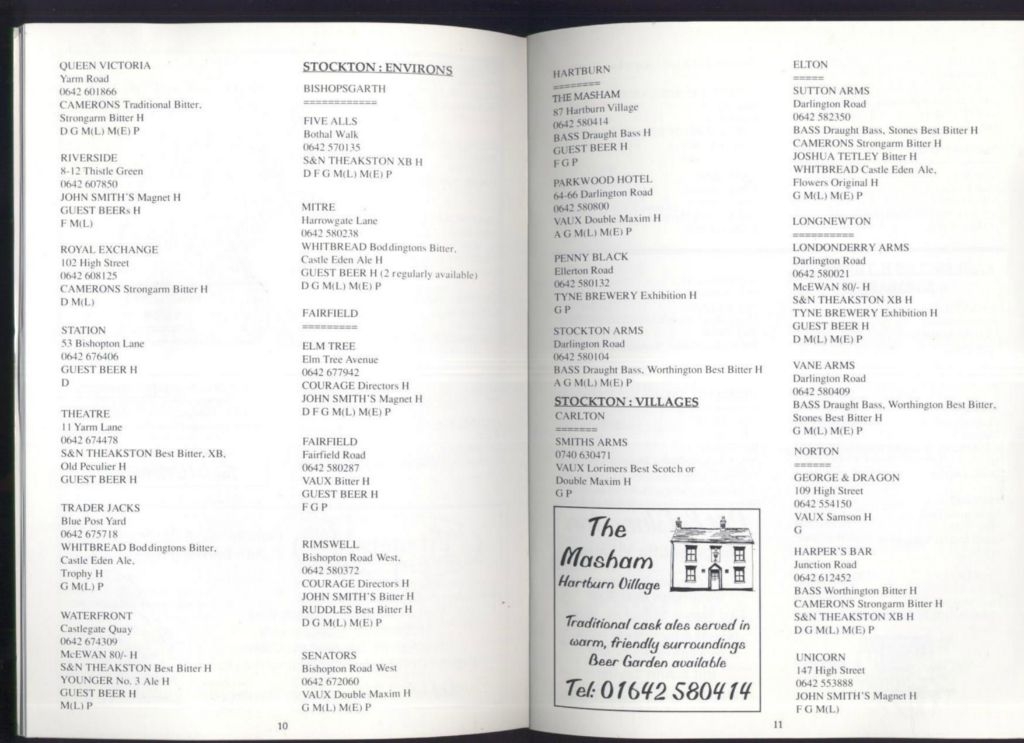 QUEEN VICTORIA
Yarm Road
0642 601866
CAMERONS Traditional Bitter,
Strongarm Bitter H
D G M(L) M(E) P
RIVERSIDE
8-12 Thistle Green
0642 607850
JOHN SMITH'S Magnet H
GUEST BEERs H
F M(L)
ROYAL EXCHANGE
102 High Street
0642 608125
CAMERONS Strongarm Bitter H
D M(L)
STATION
53 Bishopton Lane
0642 676406
GUEST BEER H
D
THEATRE
11 Yarm Lane
0642 674478
S&N THEAKSTON Best Bitter, XB,
Old Peculier H
GUEST BEER H
TRADER JACKS
Blue Post Yard
0642 675718
WHITBREAD Boddingtons Bitter,
Castle Eden Ale,
Trophy H
G M(L) P
WATERFRONT
Castlegate Quay
0642 674309
McEWAN 80/- H
S&N THEAKSTON Best Bitter H
YOUNGER No. 3 Ale H
GUEST BEER H
M(L) P
STOCKTON : ENVIRONS
BISHOPSGARTH
============
FIVE ALLS
Bothal Walk
0642 570135
S&N THEAKSTON XB H
D F G M(L) M(E) P
MITRE
Harrowgate Lane
0642 580238
WHITBREAD Boddingtons Bitter,
Castle Eden Ale H
GUEST BEER H (2 regularly available)
D G M(L) M(E) P
FAIRFIELD
=========
ELM TREE
Elm Tree Avenue
0642 677942
COURAGE Directors H
JOHN SMITH'S Magnet H
D F G M(L) M(E) P
FAIRFIELD
Fairfield Road
0642 580287
VAUX Bitter H
GUEST BEER H
F G P
RIMSWELL
Bishopton Road West,
0642 580372
COURAGE Directors H
JOHN SMITH'S Bitter H
RUDDLES Best Bitter H
D G M(L) M(E) P
SENATORS
Bishopton Road West
0642 672060
VAUX Double Maxim H
G M(L) M(E) P
10
HARTBURN
========
THE MASHAM
87 Hartburn Village
0642 580414
BASS Draught Bass H
GUEST BEER H
F G P
PARKWOOD HOTEL
64-66 Darlington Road
0642 580800
VAUX Double Maxim H
A G M(L) M(E) P
PENNY BLACK
Ellerton Road
0642 580132
TYNE BREWERY Exhibition H
G P
STOCKTON ARMS
Darlington Road
0642 580104
BASS Draught Bass, Worthington Best Bitter H
A G M(L) M(E) P
STOCKTON : VILLAGES
CARLTON
=======
SMITHS ARMS
0740 630471
VAUX Lorimers Best Scotch or
Double Maxim H
G P
The
Masham
Hartburn Village
Traditional cask ales served in
warm, friendly surroundings
Beer Garden available
Tel: 01642 580414
ELTON
=====
SUTTON ARMS
Darlington Road
0642 582350
BASS Draught Bass, Stones Best Bitter H
CAMERONS Strongarm Bitter H
JOSHUA TETLEY Bitter H
WHITBREAD Castle Eden Ale,
Flowers Original H
G M(L) M(E) P
LONGNEWTON
==========
LONDONDERRY ARMS
Darlington Road
0642 580021
McEWAN 80/- H
S&N THEAKSTON XB H
TYNE BREWERY Exhibition H
GUEST BEER H
D M(L) M(E) P
VANE ARMS
Darlington Road
0642 580409
BASS Draught Bass, Worthington Best Bitter,
Stones Best Bitter H
G M(L) M(E) P
NORTON
======
GEORGE & DRAGON
109 High Street
0642 554150
VAUX Samson H
G
HARPER'S BAR
Junction Road
0642 612452
BASS Worthington Bitter H
CAMERONS Strongarm Bitter H
S&N THEAKSTON XB H
D G M(L) M(E) P
UNICORN
147 High Street
0642 553888
JOHN SMITH'S Magnet H
F G M(L)
11